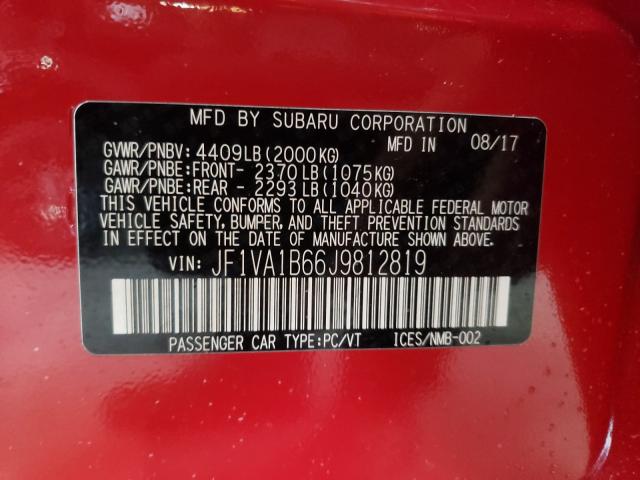 MFD BY SUBARU CORPORATION
MFD IN 08/17
GVWR/PNBV: 4409LB(2000KG)
GAWR/PNBE:FRONT- 2370LB(1075KG)
GAWR/PNBE:REAR - 2293LB(1040KG)
THIS VEHICLE CONFORMS TO ALL APPLICABLE FEDERAL MOTOR
VEHICLE SAFETY, BUMPER, AND THEFT PREVENTION STANDARDS
IN EFFECT ON THE DATE OF MANUFACTURE SHOWN ABOVE.
VIN: JF1VA1B66J9812819
PASSENGER CAR TYPE:PC/VT ICES/NMB-002